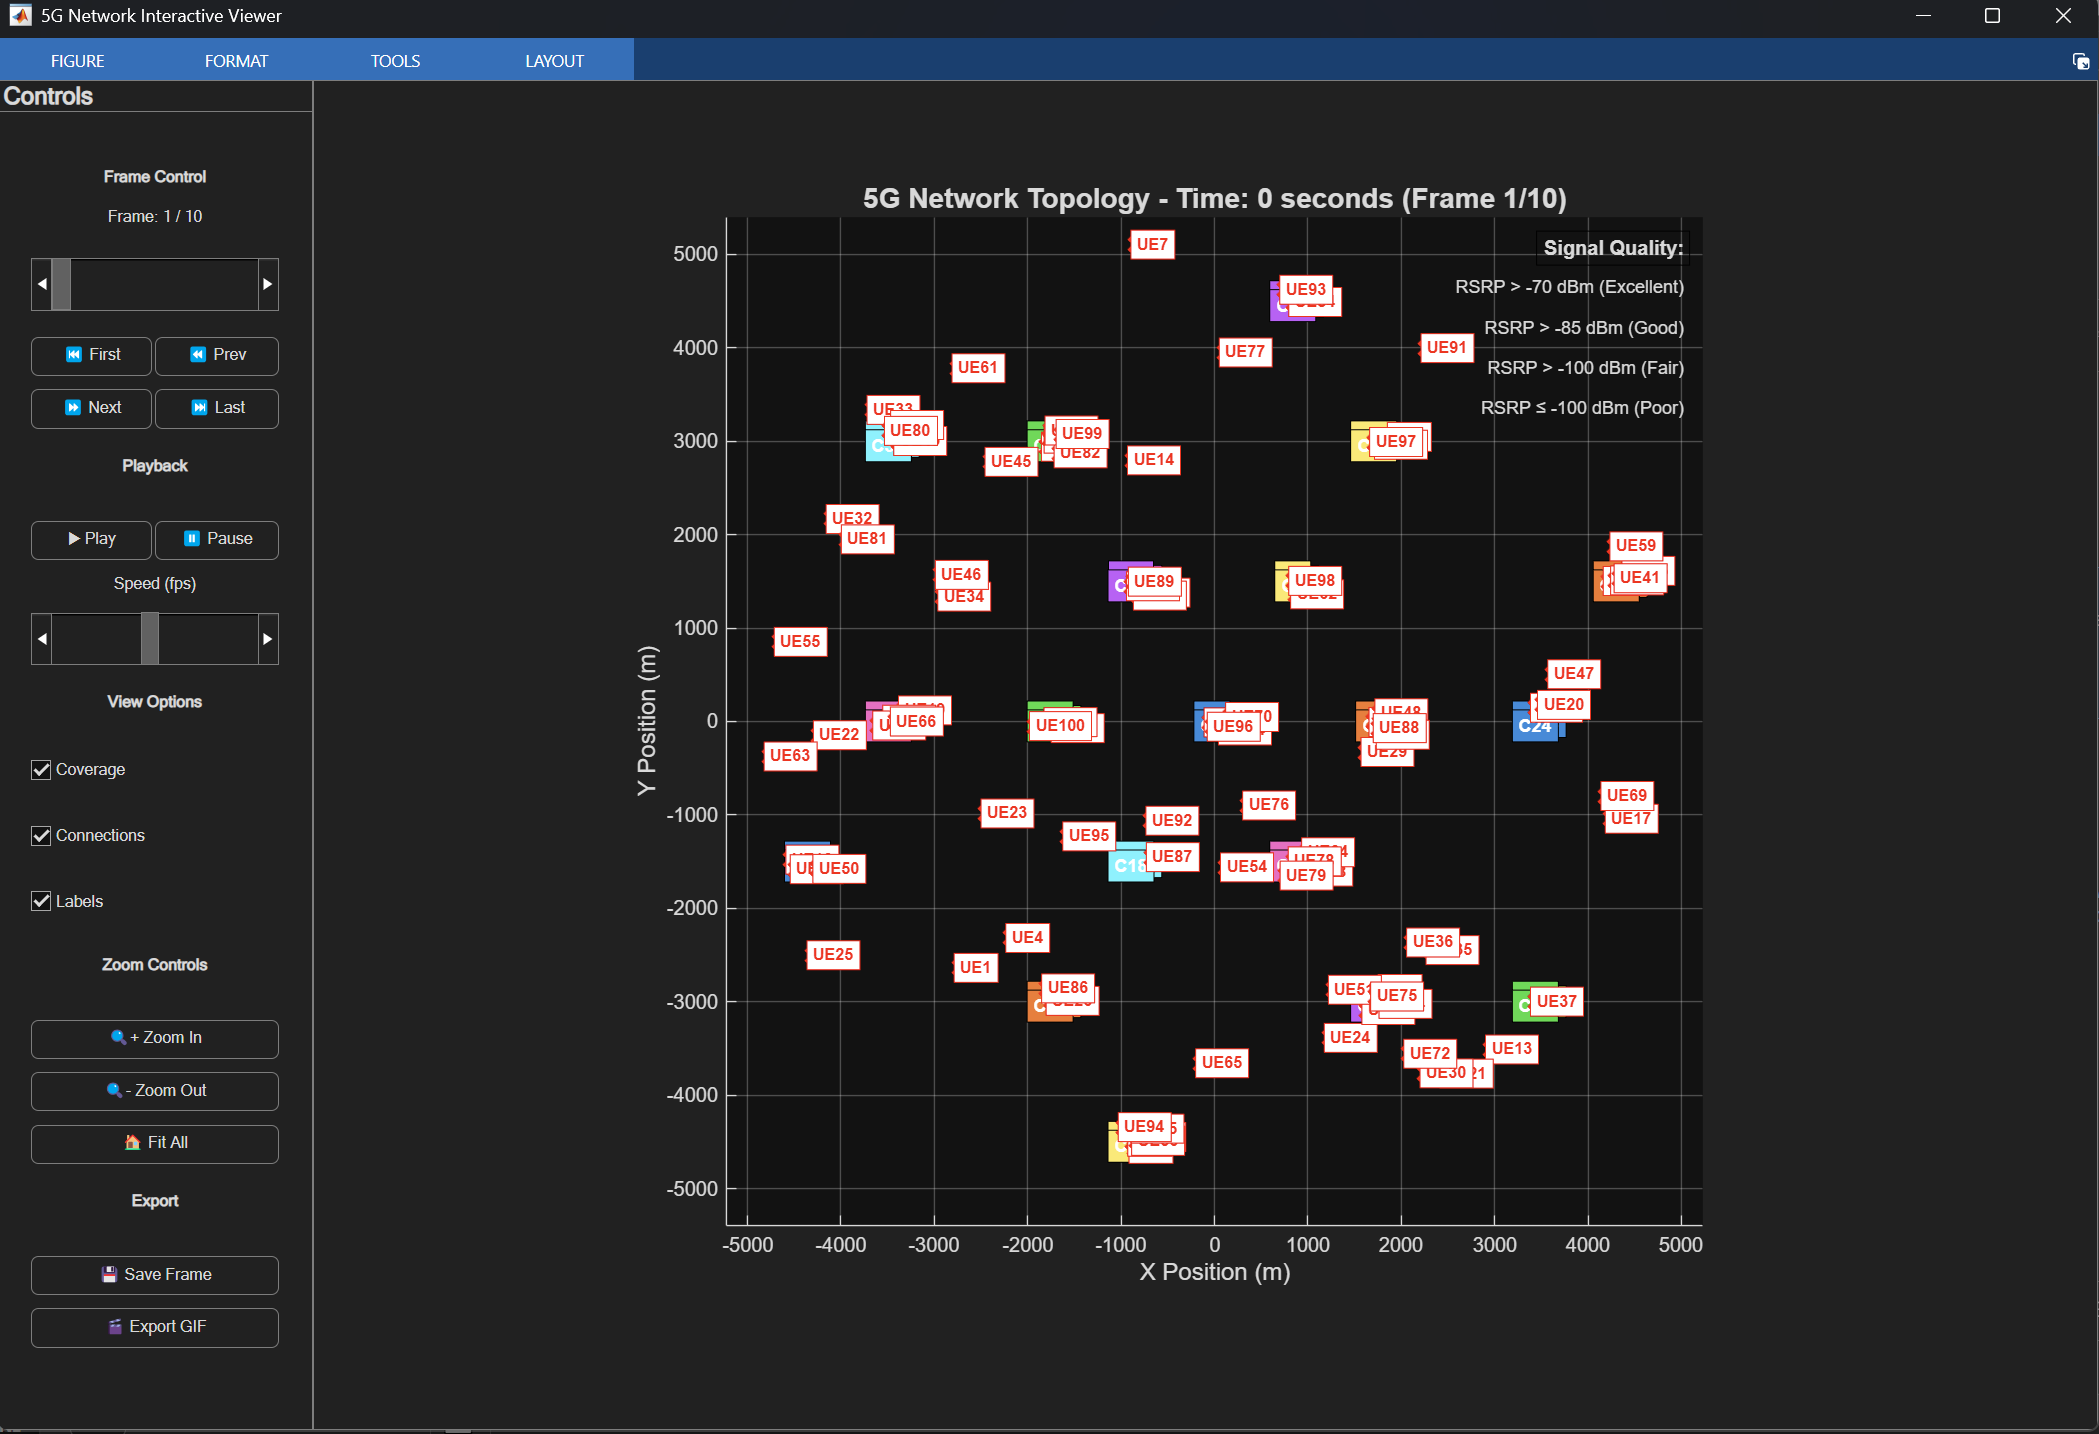 5G Network Interactive Viewer
FIGURE FORMAT TOOLS LAYOUT
Controls
Frame Control
Frame: 1 / 10
First Prev
Next Last
Playback
Play Pause
Speed (fps)
View Options
Coverage
Connections
Labels
Zoom Controls
+ Zoom In
- Zoom Out
Fit All
Export
Save Frame
Export GIF
5G Network Topology - Time: 0 seconds (Frame 1/10)
Signal Quality:
RSRP > -70 dBm (Excellent)
RSRP > -85 dBm (Good)
RSRP > -100 dBm (Fair)
RSRP ≤ -100 dBm (Poor)
Y Position (m)
5000
4000
3000
2000
1000
0
-1000
-2000
-3000
-4000
-5000
UE7
UE93
UE77
UE91
UE61
UE33
UE80
UE99
UE82
UE45
UE14
UE97
UE32
UE81
UE59
UE46
UE34
UE89
UE98
UE41
UE55
UE47
UE20
C24
UE66
UE22
UE63
UE100
UE96
UE48
UE88
UE29
UE69
UE17
UE23
UE76
UE92
UE95
UE87
C18
UE54
UE78
UE79
UE50
UE25
UE4
UE1
UE36
UE86
UE51
UE75
UE37
UE24
UE13
UE72
UE30
UE65
UE94
-5000 -4000 -3000 -2000 -1000 0 1000 2000 3000 4000 5000
X Position (m)